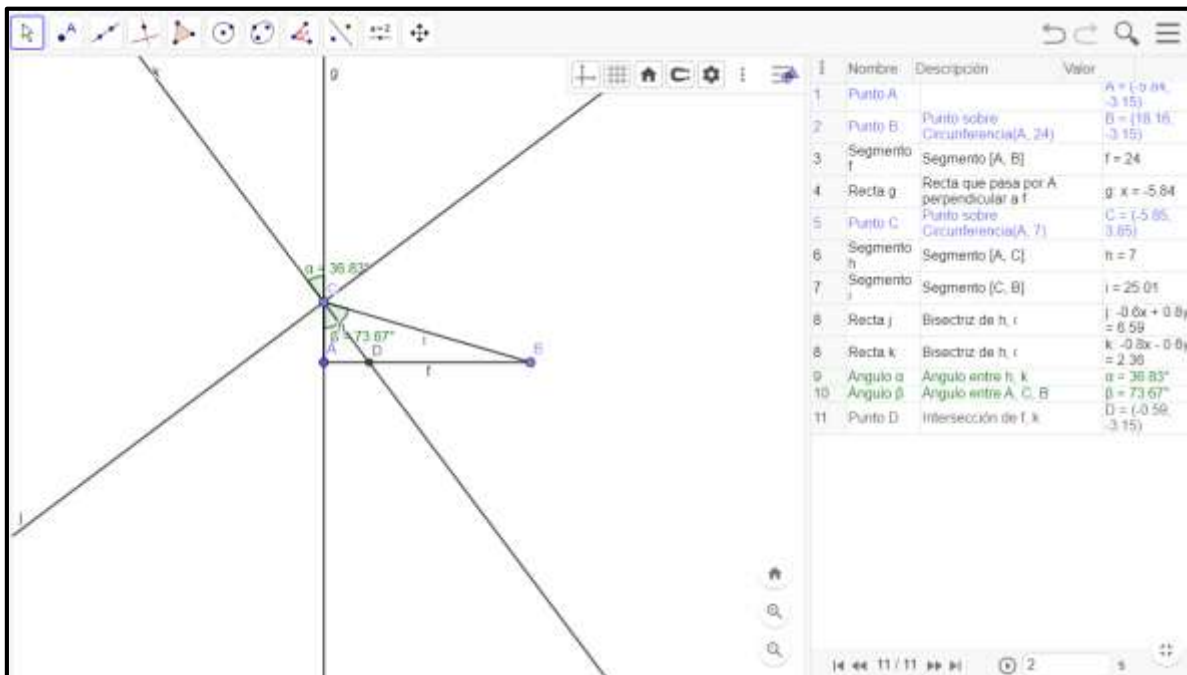 A
a=2
k
g
α = 36.83°
C
β = 73.67°
i
A
D
B
f
j
Nombre Descripción Valor
1 Punto A A = (-5.84, -3.15)
2 Punto B Punto sobre Circunferencia(A, 24) B = (18.16, -3.15)
3 Segmento f Segmento [A, B] f = 24
4 Recta g Recta que pasa por A perpendicular a f g: x = -5.84
5 Punto C Punto sobre Circunferencia(A, 7) C = (-5.85, 3.85)
6 Segmento h Segmento [A, C] h = 7
7 Segmento i Segmento [C, B] i = 25.01
8 Recta j Bisectriz de h, i j: -0.6x + 0.8y = 6.59
8 Recta k Bisectriz de h, i k: -0.8x - 0.6y = 2.36
9 Ángulo α Ángulo entre h, k α = 36.83°
10 Ángulo β Ángulo entre A, C, B β = 73.67°
11 Punto D Intersección de f, k D = (-0.59, -3.15)
11 / 11 2 s